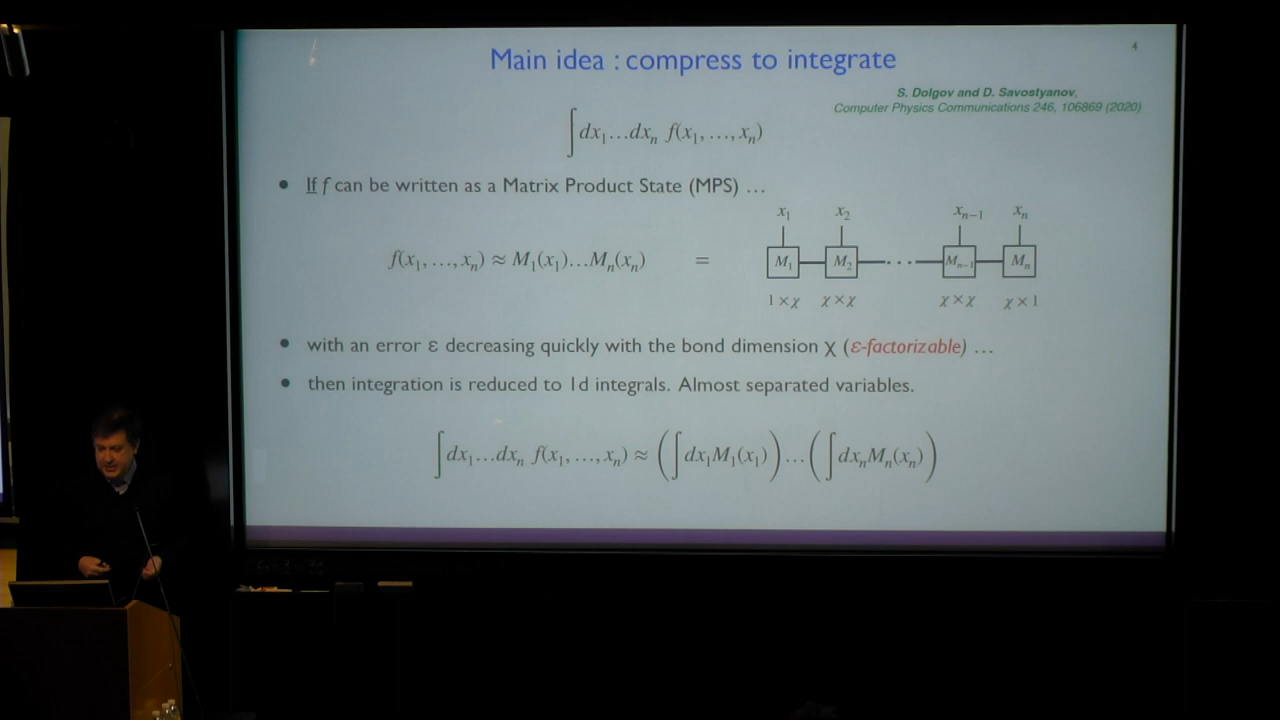 4
Main idea : compress to integrate
S. Dolgov and D. Savostyanov,
Computer Physics Communications 246, 106869 (2020)
∫dx₁…dxₙ f(x₁, …, xₙ)
• If f can be written as a Matrix Product State (MPS) …
x₁ x₂ xₙ₋₁ xₙ
f(x₁, …, xₙ) ≈ M₁(x₁)…Mₙ(xₙ) = M₁ M₂ ··· Mₙ₋₁ Mₙ
1×χ χ×χ χ×χ χ×1
• with an error ε decreasing quickly with the bond dimension χ (ε-factorizable) …
• then integration is reduced to 1d integrals. Almost separated variables.
∫dx₁…dxₙ f(x₁, …, xₙ) ≈ (∫dx₁M₁(x₁))…(∫dxₙMₙ(xₙ))